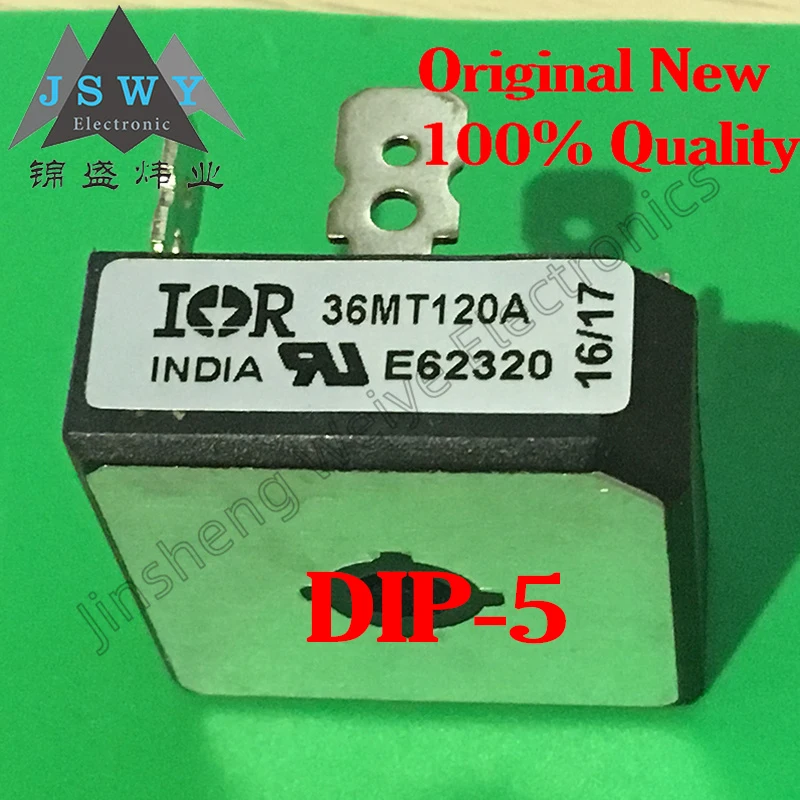 JSWY
Electronic
锦盛炜业
Original New
100% Quality
IOR 36MT120A
INDIA RU E62320
16/17
DIP-5
Jinsheng Weiye Electronics